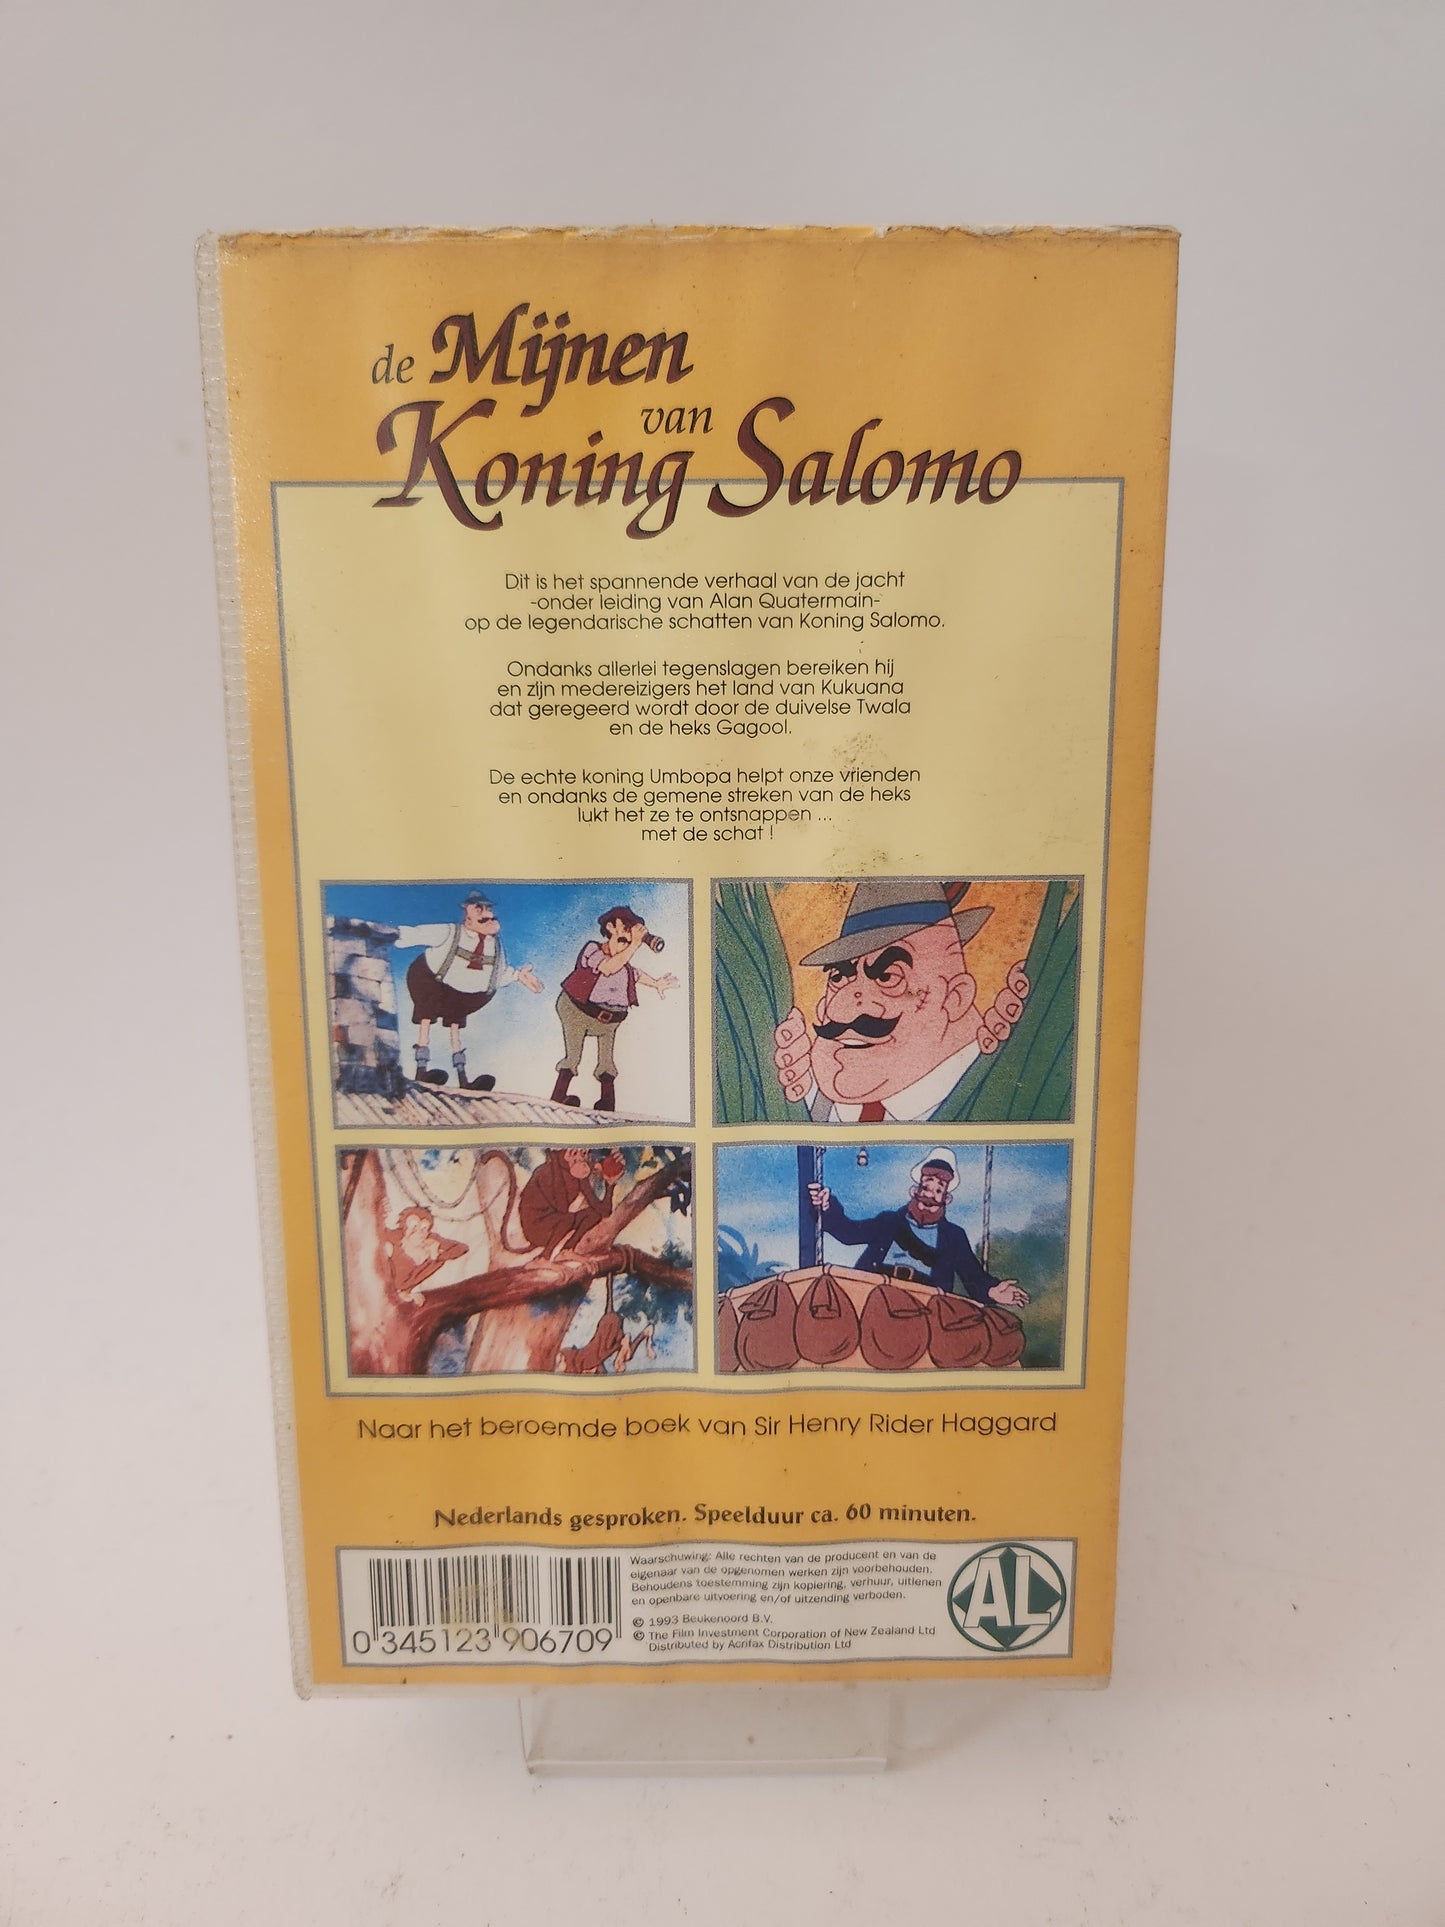 de Mijnen
van
Koning Salomo
Dit is het spannende verhaal van de jacht
-onder leiding van Alan Quatermain-
op de legendarische schatten van Koning Salomo.
Ondanks allerlei tegenslagen bereiken hij
en zijn medereizigers het land van Kukuana
dat geregeerd wordt door de duivelse Twala
en de heks Gagool.
De echte koning Umbopa helpt onze vrienden
en ondanks de gemene streken van de heks
lukt het ze te ontsnappen ...
met de schat !
Naar het beroemde boek van Sir Henry Rider Haggard
Nederlands gesproken. Speelduur ca. 60 minuten.
Waarschuwing: Alle rechten van de producent en van de
eigenaar van de opgenomen werken zijn voorbehouden.
Behoudens toestemming zijn kopiering, verhuur, uitlenen
en openbare uitvoering en/of uitzending verboden.
© 1993 Beukenoord B.V.
© The Film Investment Corporation of New Zealand Ltd
Distributed by Acrifax Distribution Ltd
0 345123 906709
AL